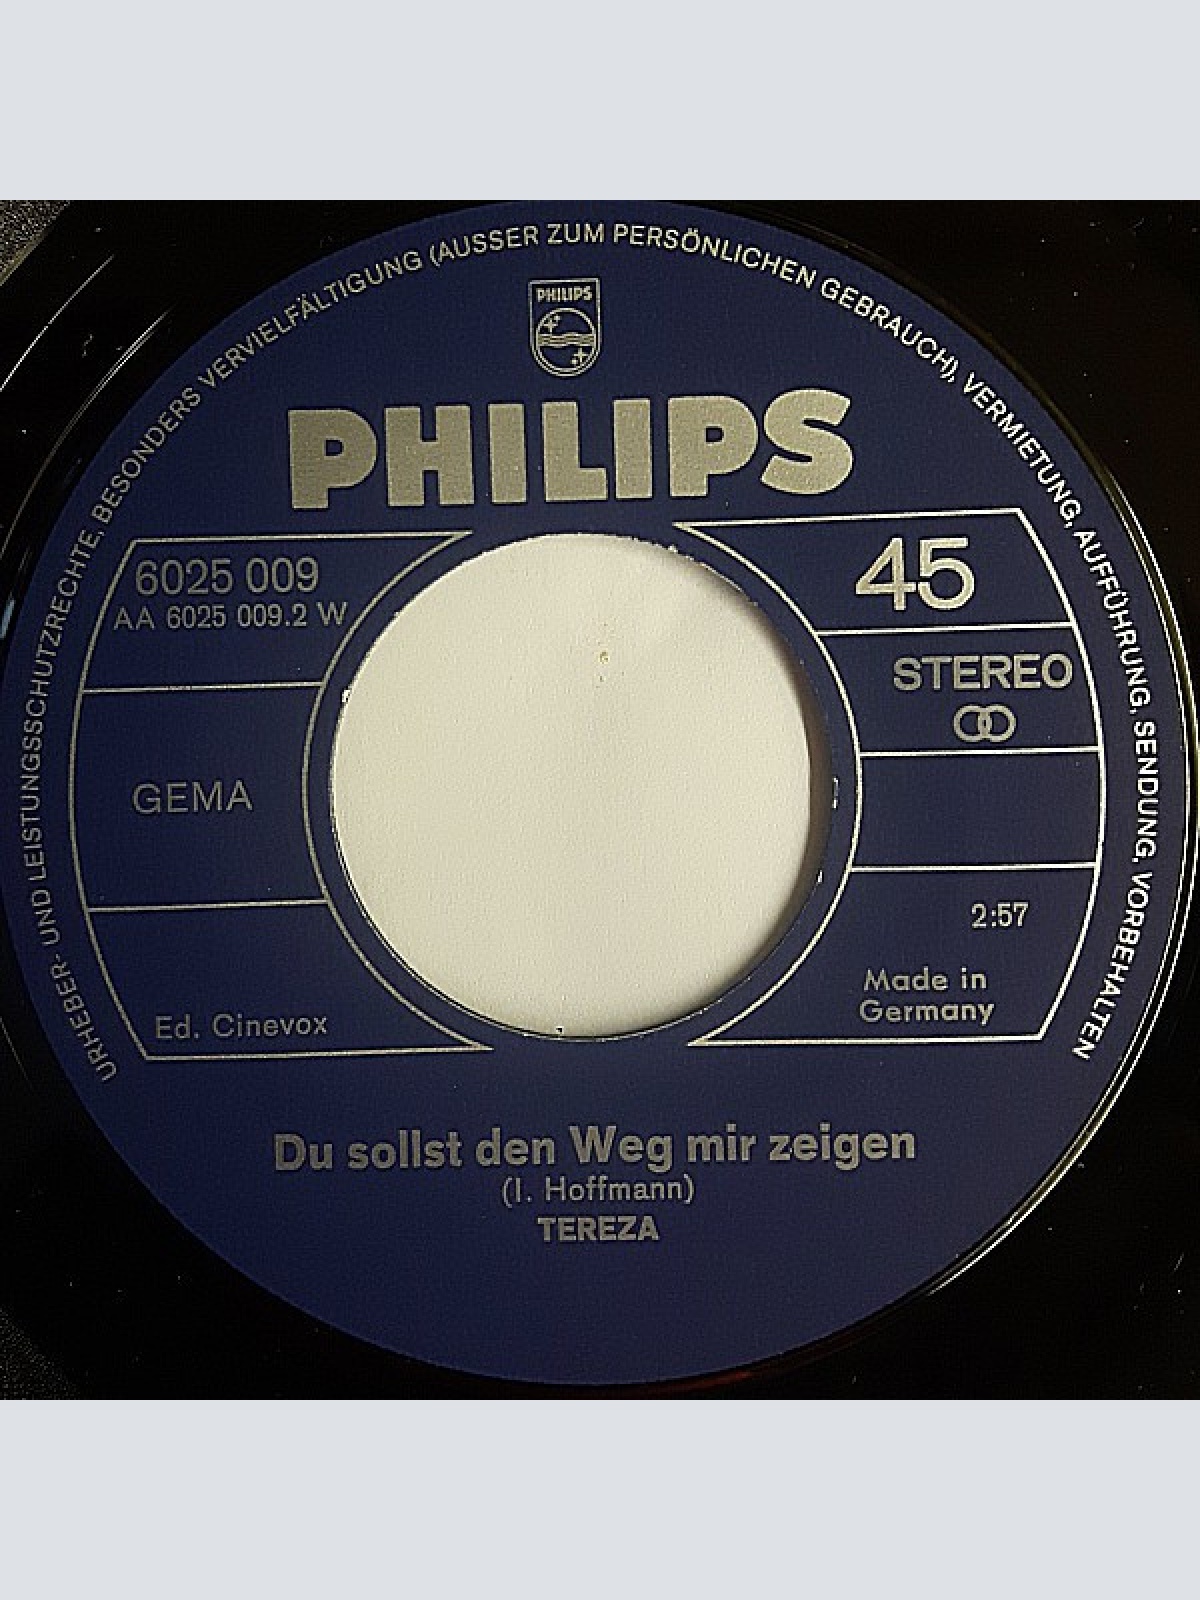 URHEBER- UND LEISTUNGSSCHUTZRECHTE, BESONDERS VERVIELFÄLTIGUNG (AUSSER ZUM PERSÖNLICHEN GEBRAUCH), VERMIETUNG, AUFFÜHRUNG, SENDUNG, VORBEHALTEN
PHILIPS
PHILIPS
6025 009
AA 6025 009.2 W
45
STEREO
GEMA
2:57
Ed. Cinevox
Made in
Germany
Du sollst den Weg mir zeigen
(I. Hoffmann)
TEREZA